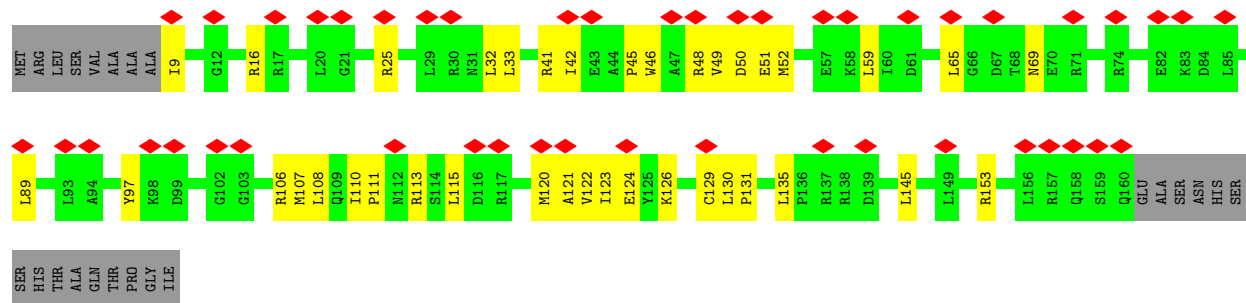 MET ARG LEU SER VAL ALA ALA ALA I9 G12 R16 R17 L20 G21 R25 L29 R30 N31 L32 L33 R41 I42 E43 A44 P45 W46 A47 R48 V49 D50 E51 M52 E57 K58 L59 I60 D61 L65 G66 D67 T68 N69 E70 R71 R74 E82 K83 D84 L85
L89 L93 A94 Y97 K98 D99 G102 G103 R106 M107 L108 Q109 I110 P111 N112 R113 S114 L115 D116 R117 M120 A121 V122 I123 E124 Y125 K126 C129 L130 P131 L135 P136 R137 R138 D139 L145 L149 R153 L156 R157 Q158 S159 Q160 GLU ALA SER ASN HIS SER
SER HIS THR ALA GLN THR PRO GLY ILE